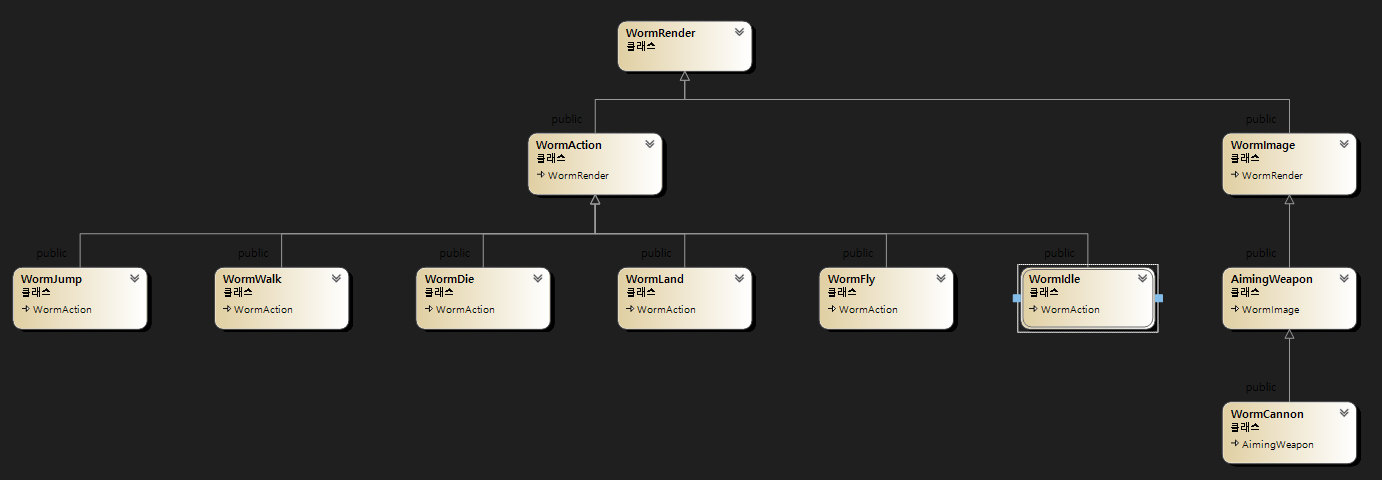 WormRender
클래스
public
public
WormAction
클래스
WormRender
WormImage
클래스
WormRender
public
public
public
public
public
public
public
WormJump
클래스
WormAction
WormWalk
클래스
WormAction
WormDie
클래스
WormAction
WormLand
클래스
WormAction
WormFly
클래스
WormAction
WormIdle
클래스
WormAction
AimingWeapon
클래스
WormImage
public
WormCannon
클래스
AimingWeapon